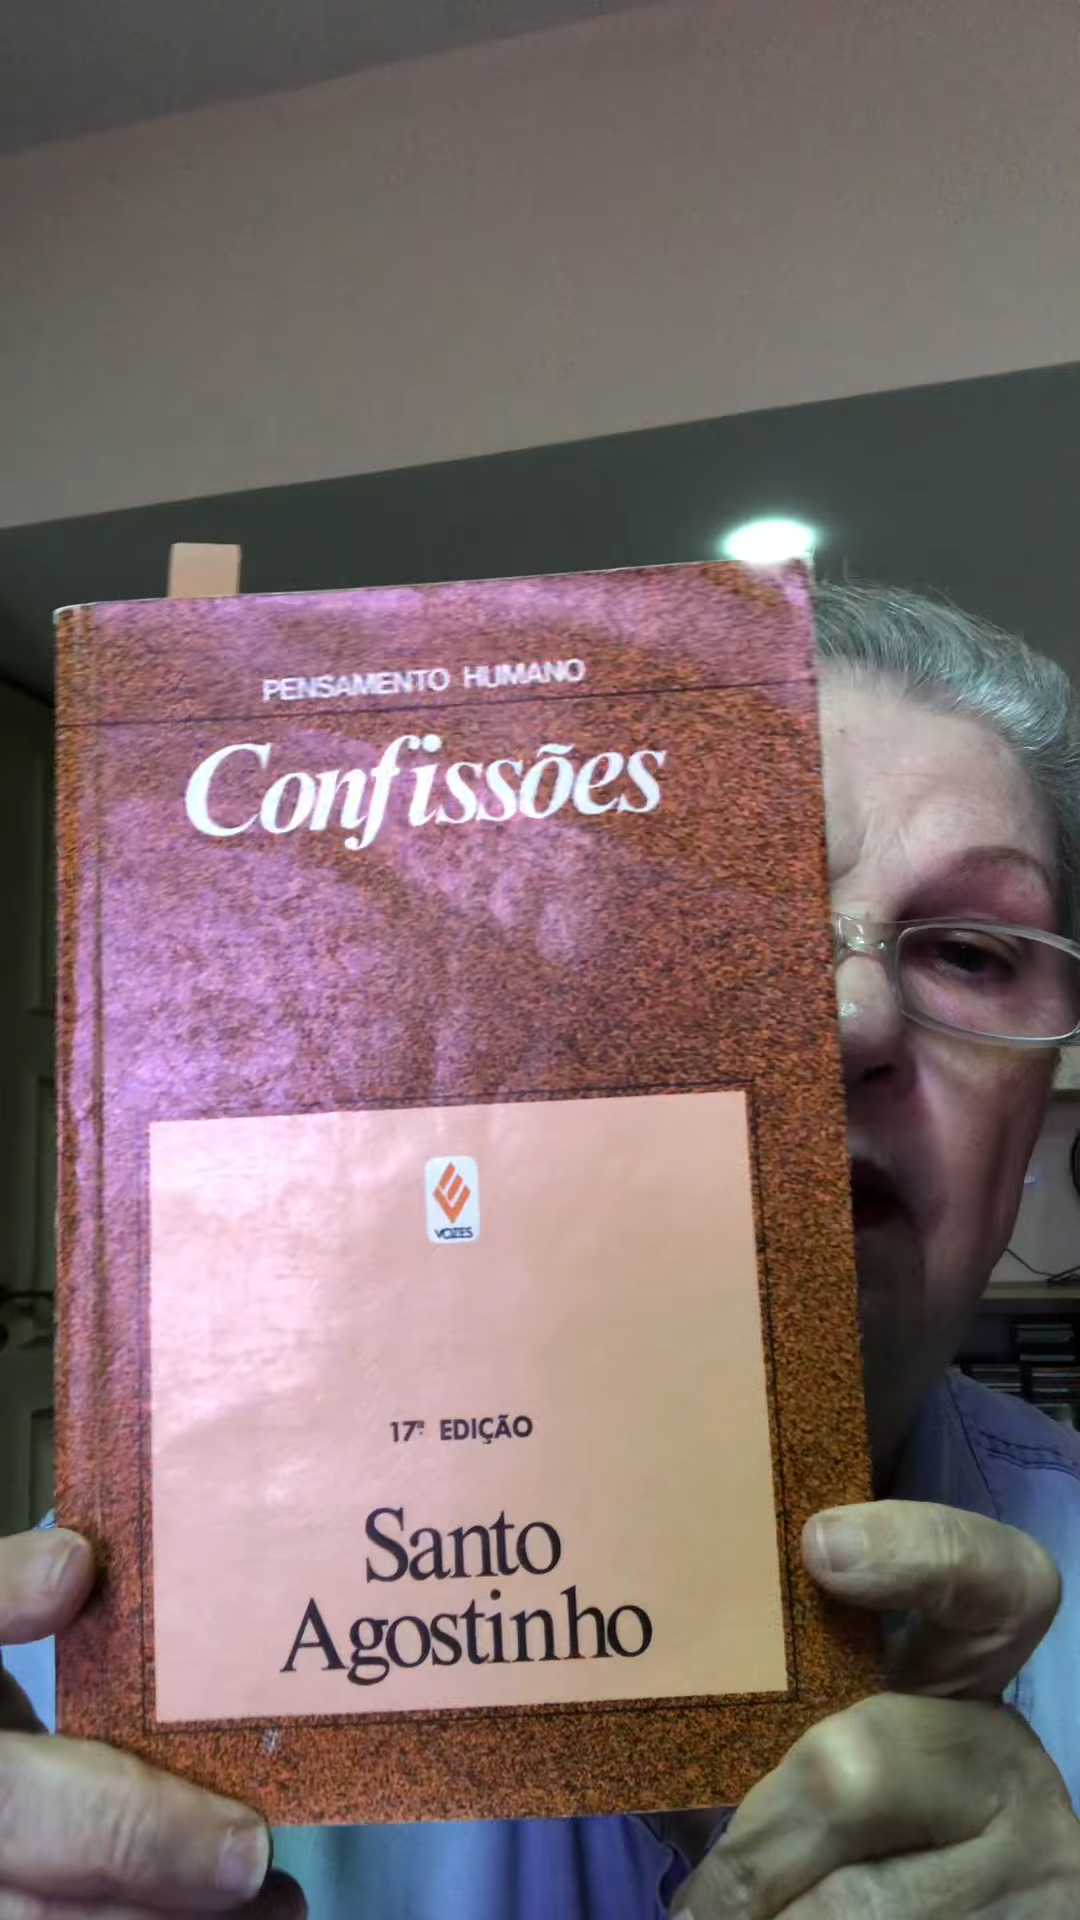 PENSAMENTO HUMANO
Confissões
VOZES
17ª EDIÇÃO
Santo
Agostinho